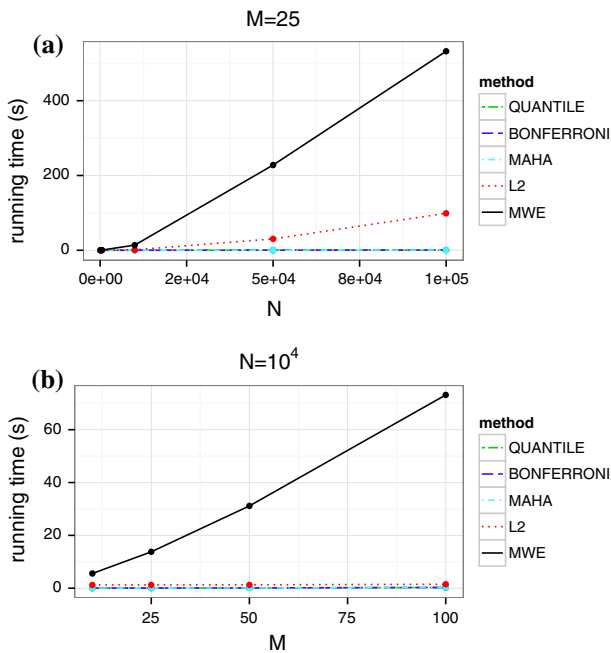 M=25
(a)
running time (s)
400
200
0
0e+00 2e+04 5e+04 8e+04 1e+05
N
method
QUANTILE
BONFERRONI
MAHA
L2
MWE
N=10⁴
(b)
running time (s)
60
40
20
0
25 50 75 100
M
method
QUANTILE
BONFERRONI
MAHA
L2
MWE